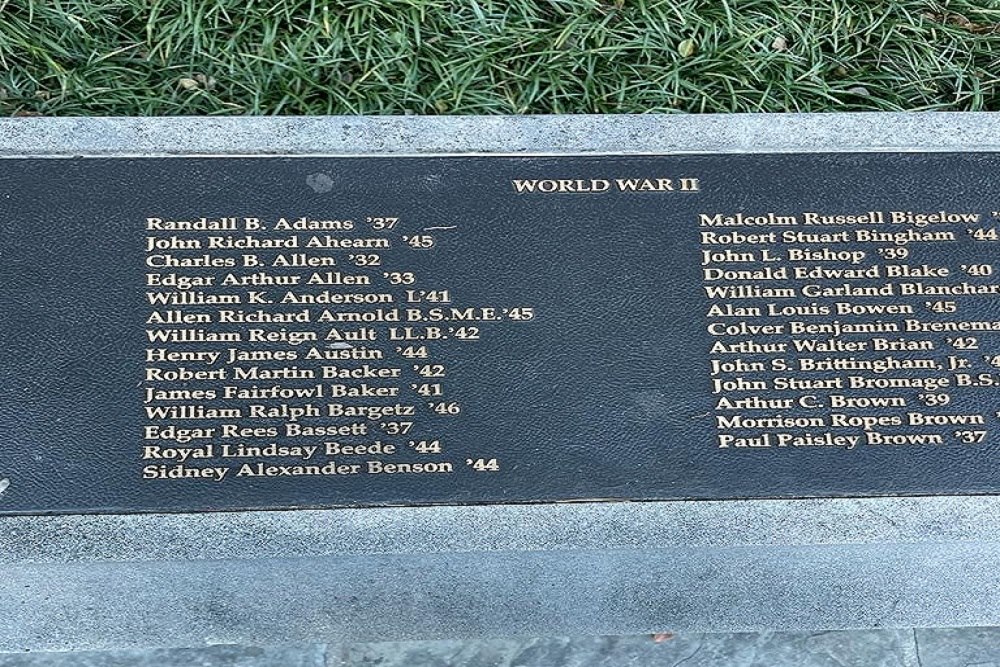 WORLD WAR II
Randall B. Adams '37
John Richard Ahearn '45
Charles B. Allen '32
Edgar Arthur Allen '33
William K. Anderson L'41
Allen Richard Arnold B.S.M.E.'45
William Reign Ault LL.B.'42
Henry James Austin '44
Robert Martin Backer '42
James Fairfowl Baker '41
William Ralph Bargetz '46
Edgar Rees Bassett '37
Royal Lindsay Beede '44
Sidney Alexander Benson '44
Malcolm Russell Bigelow
Robert Stuart Bingham '44
John L. Bishop '39
Donald Edward Blake '40
William Garland Blanchar
Alan Louis Bowen '45
Colver Benjamin Brenema
Arthur Walter Brian '42
John S. Brittingham, Jr.
John Stuart Bromage B.S.
Arthur C. Brown '39
Morrison Ropes Brown
Paul Paisley Brown '37